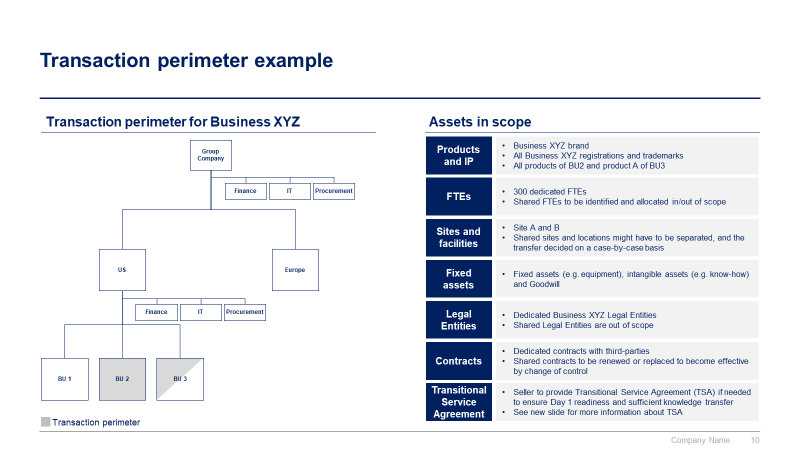 Transaction perimeter example
Transaction perimeter for Business XYZ
Group
Company
Finance
IT
Procurement
US
Europe
Finance
IT
Procurement
BU 1
BU 2
BU 3
Transaction perimeter
Assets in scope
Products
and IP
• Business XYZ brand
• All Business XYZ registrations and trademarks
• All products of BU2 and product A of BU3
FTEs
• 300 dedicated FTEs
• Shared FTEs to be identified and allocated in/out of scope
Sites and
facilities
• Site A and B
• Shared sites and locations might have to be separated, and the
transfer decided on a case-by-case basis
Fixed
assets
• Fixed assets (e.g. equipment), intangible assets (e.g. know-how)
and Goodwill
Legal
Entities
• Dedicated Business XYZ Legal Entities
• Shared Legal Entities are out of scope
Contracts
• Dedicated contracts with third-parties
• Shared contracts to be renewed or replaced to become effective
by change of control
Transitional
Service
Agreement
• Seller to provide Transitional Service Agreement (TSA) if needed
to ensure Day 1 readiness and sufficient knowledge transfer
• See new slide for more information about TSA
Company Name 10